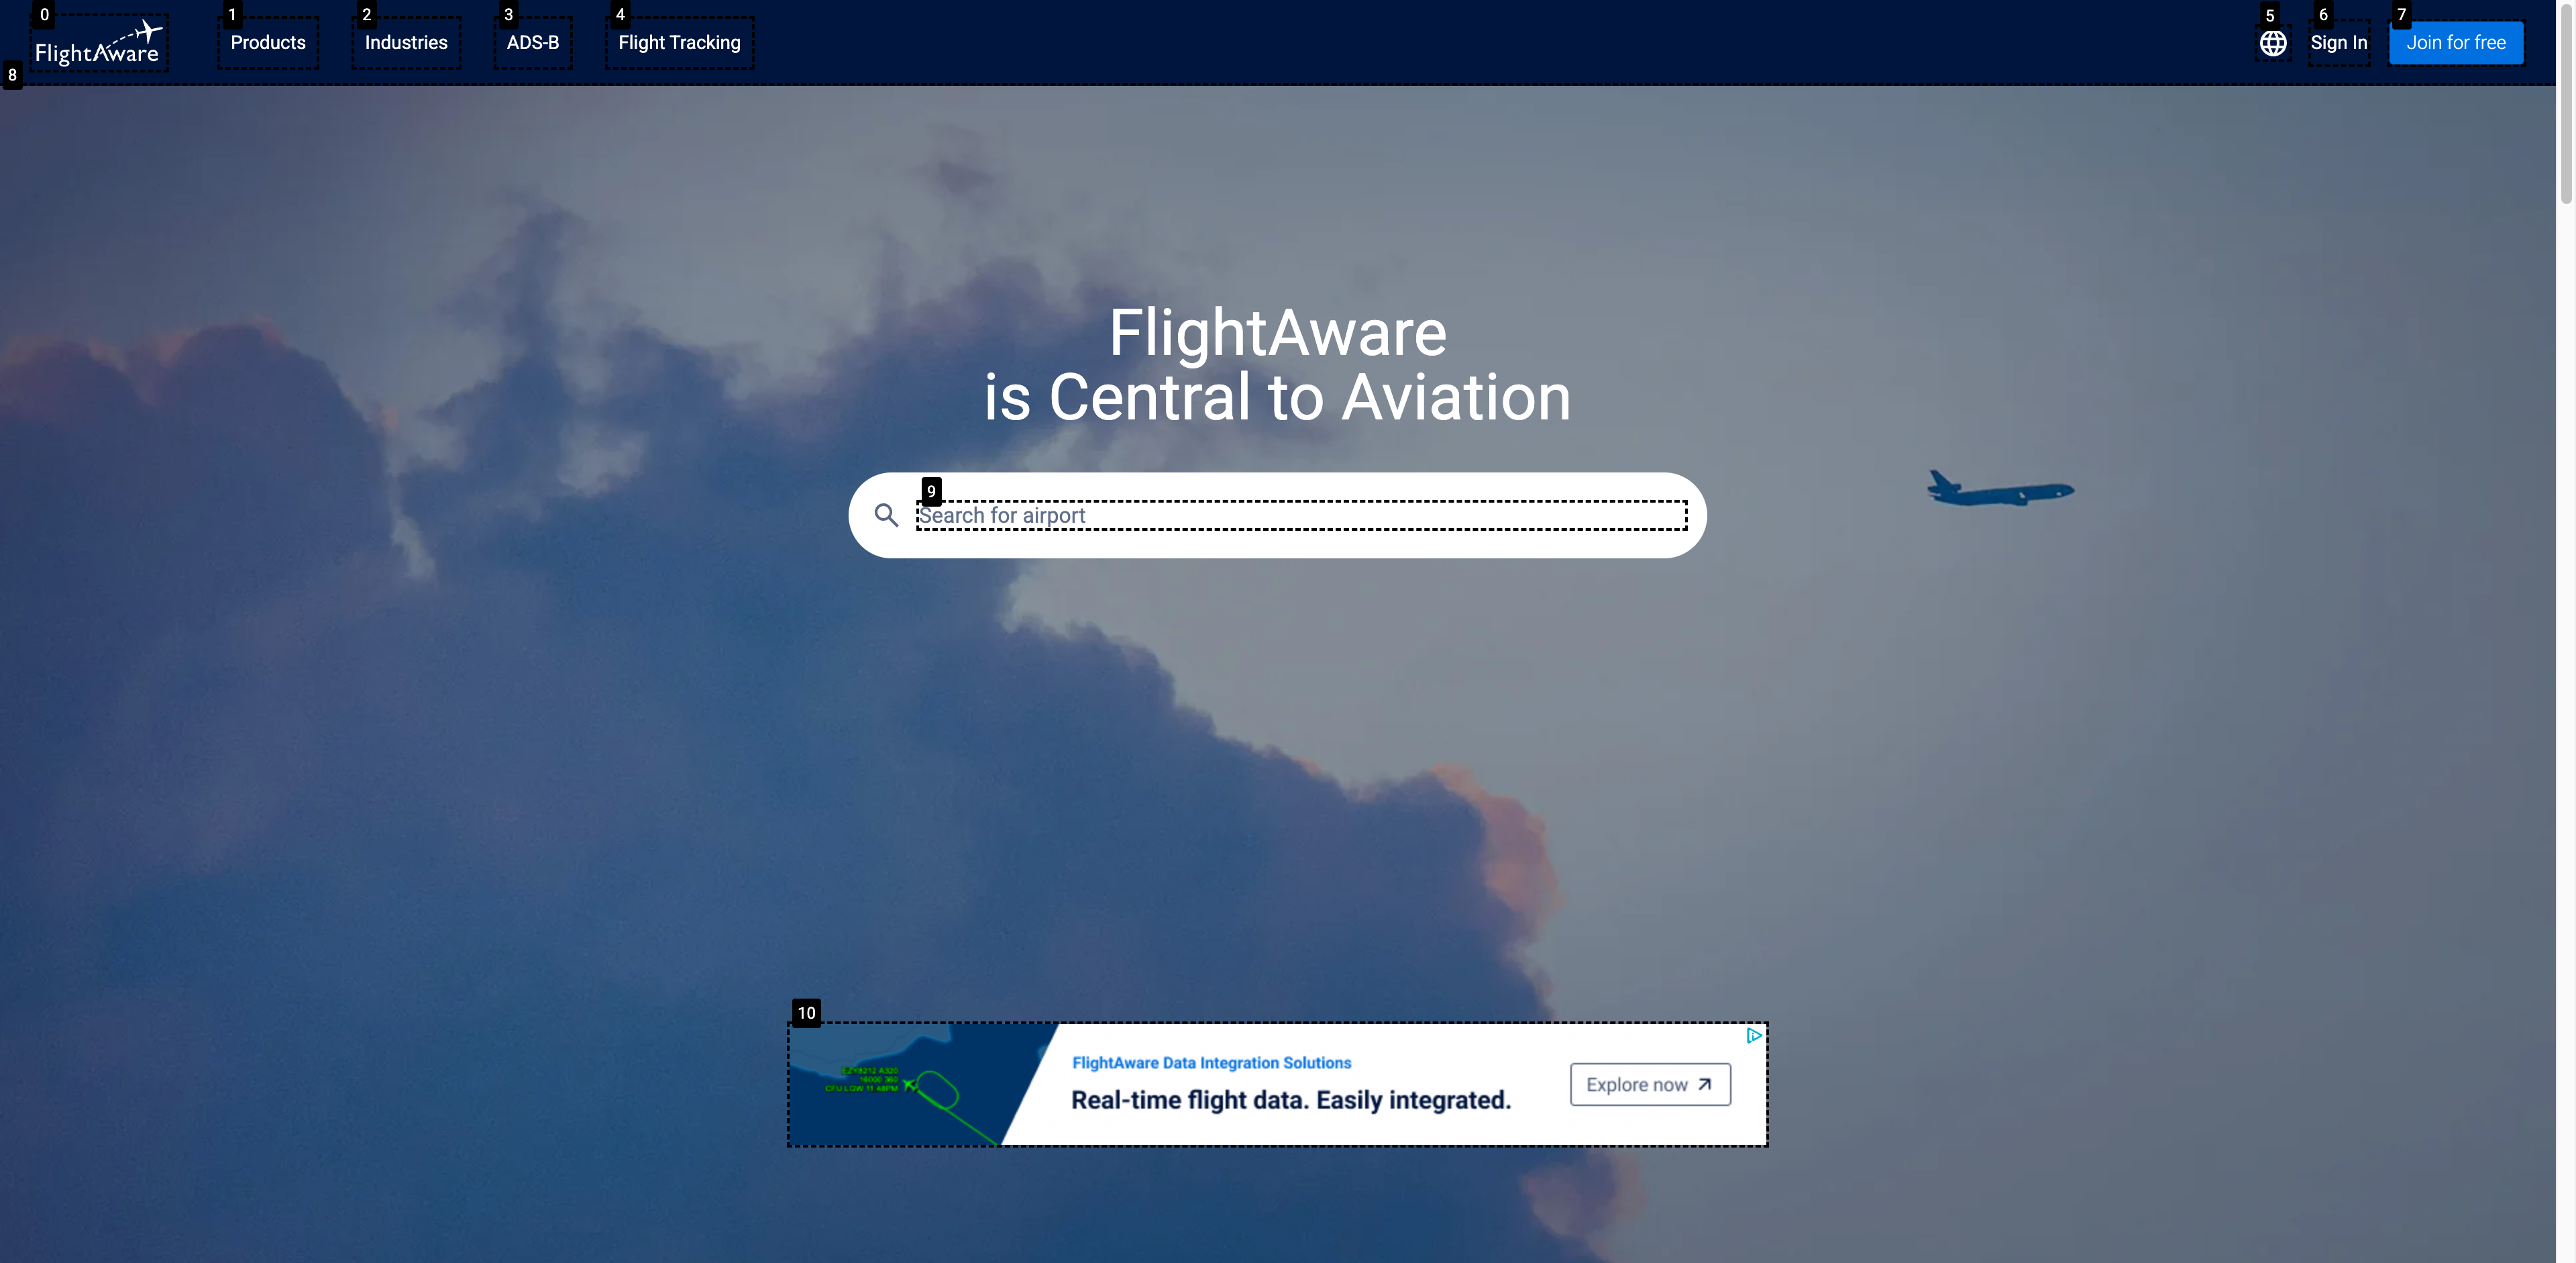 0
1
2
3
4
5
6
7
FlightAware
Products
Industries
ADS-B
Flight Tracking
Sign In
Join for free
8
FlightAware
is Central to Aviation
9
Search for airport
10
EZY8212 A320
FlightAware Data Integration Solutions
Real-time flight data. Easily integrated.
Explore now